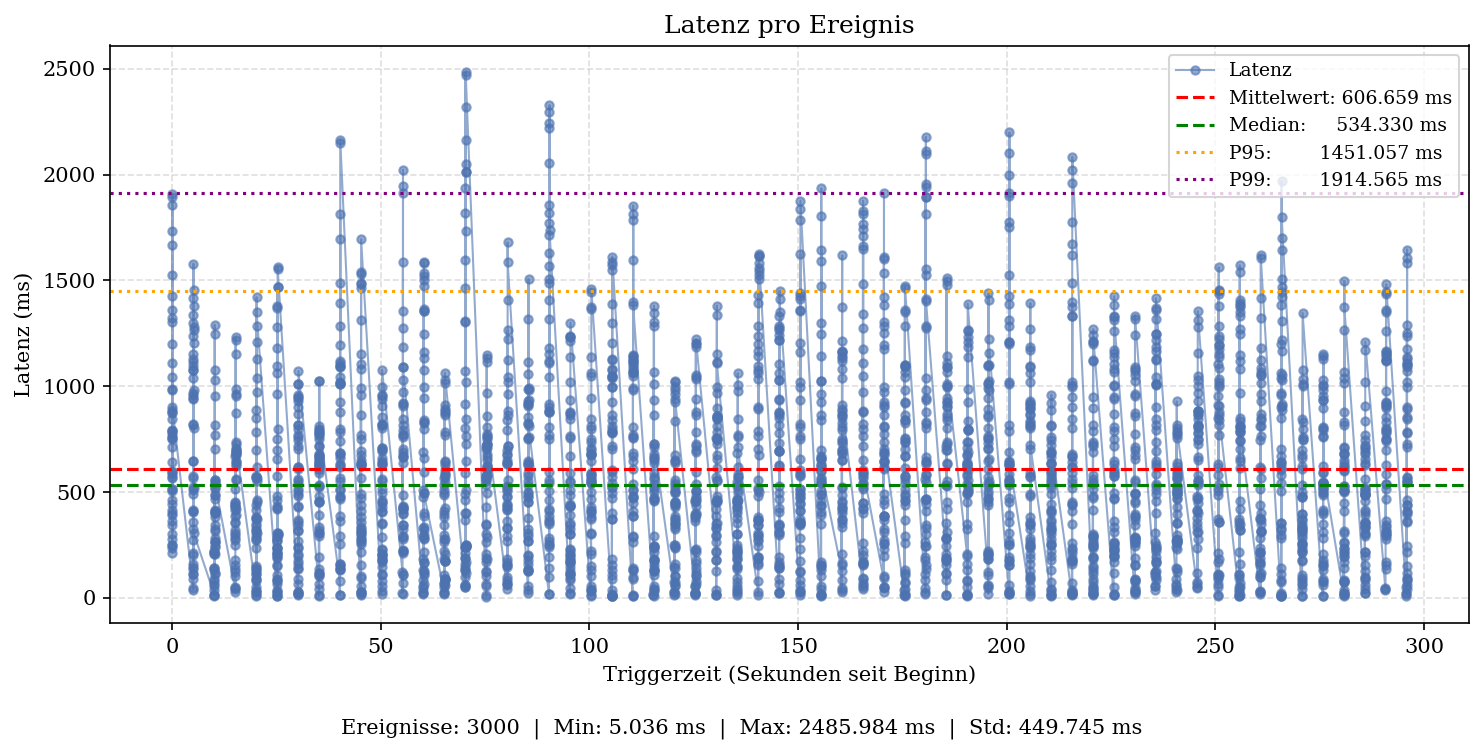 Latenz pro Ereignis
Latenz (ms)
2500
2000
1500
1000
500
0
Latenz
Mittelwert: 606.659 ms
Median: 534.330 ms
P95: 1451.057 ms
P99: 1914.565 ms
0 50 100 150 200 250 300
Triggerzeit (Sekunden seit Beginn)
Ereignisse: 3000 | Min: 5.036 ms | Max: 2485.984 ms | Std: 449.745 ms